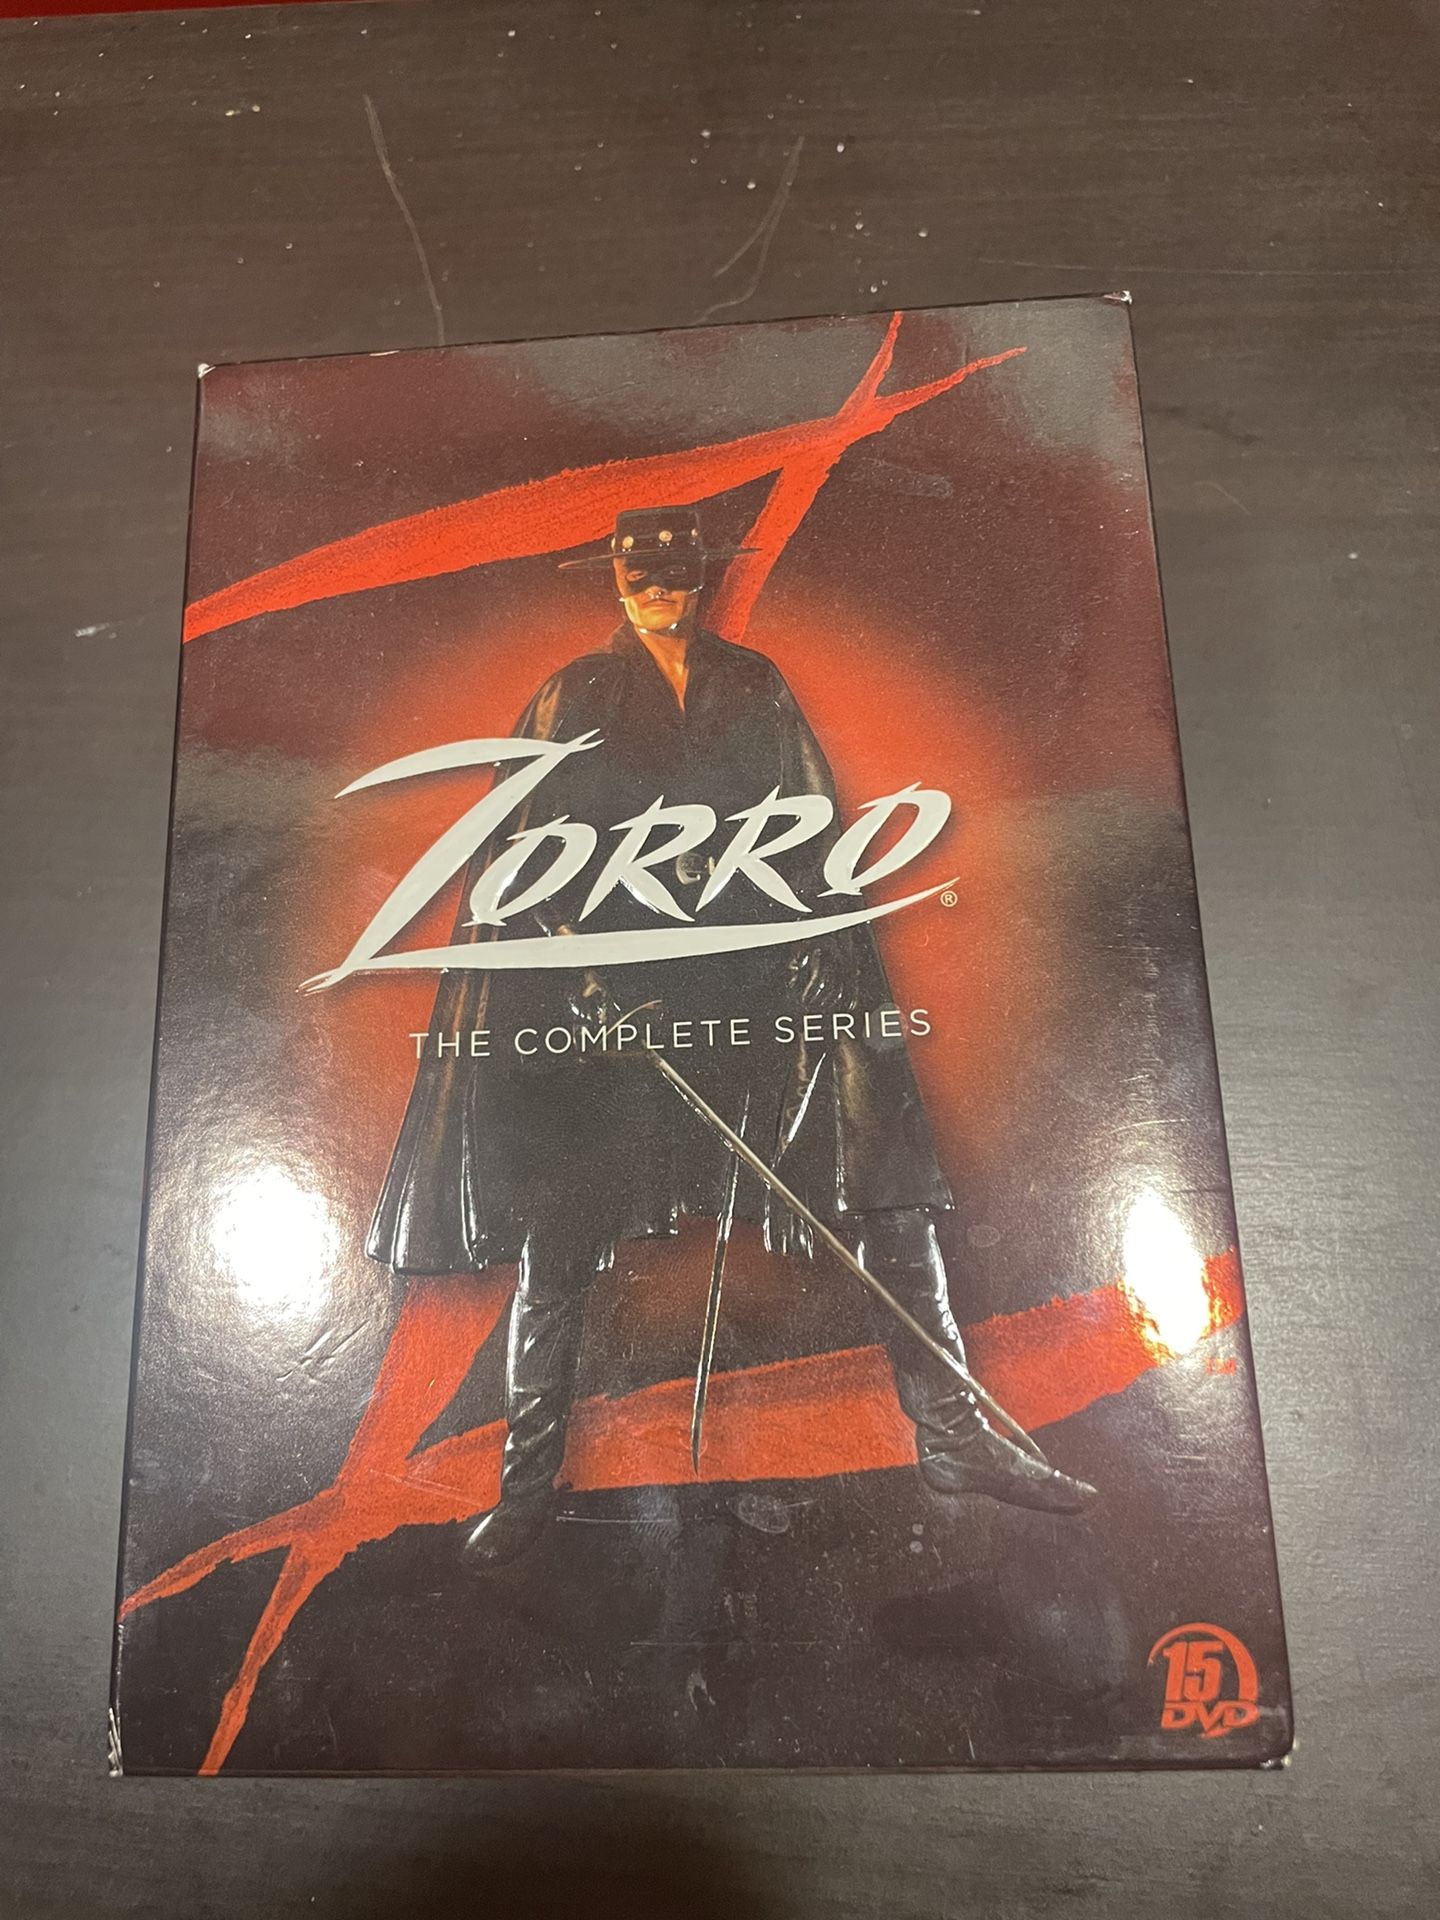 ZORRO®
THE COMPLETE SERIES
15
DVD